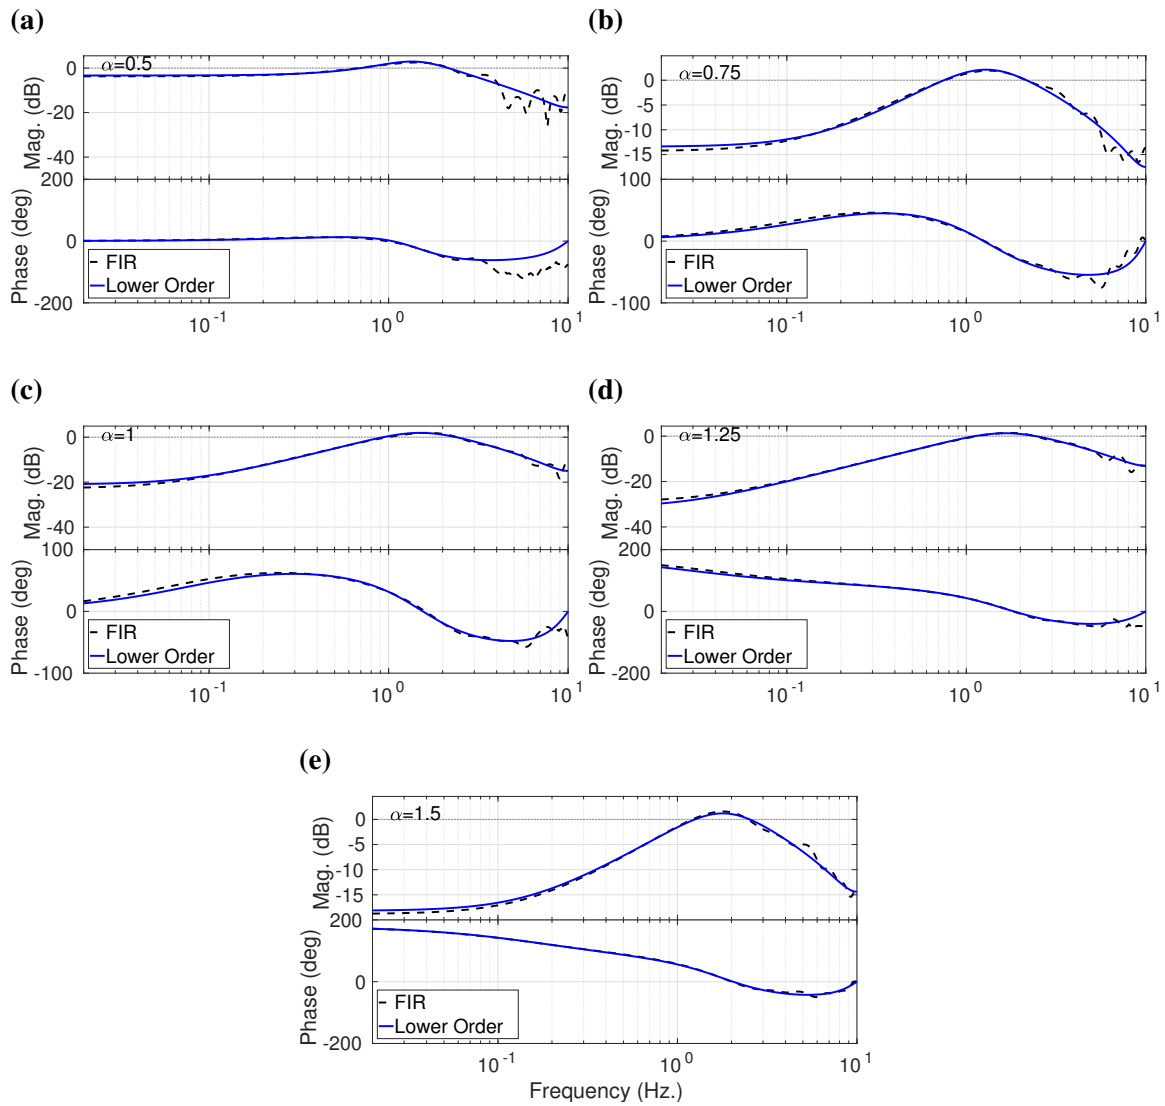 (a)
α=0.5
Mag. (dB)
0
-20
-40
Phase (deg)
200
0
-200
FIR
Lower Order
10^-1
10^0
10^1
(b)
α=0.75
Mag. (dB)
0
-5
-10
-15
Phase (deg)
100
0
-100
FIR
Lower Order
10^-1
10^0
10^1
(c)
α=1
Mag. (dB)
0
-20
-40
Phase (deg)
100
0
-100
FIR
Lower Order
10^-1
10^0
10^1
(d)
α=1.25
Mag. (dB)
0
-20
-40
Phase (deg)
200
0
-200
FIR
Lower Order
10^-1
10^0
10^1
(e)
α=1.5
Mag. (dB)
0
-5
-10
-15
Phase (deg)
200
0
-200
FIR
Lower Order
10^-1
10^0
10^1
Frequency (Hz.)